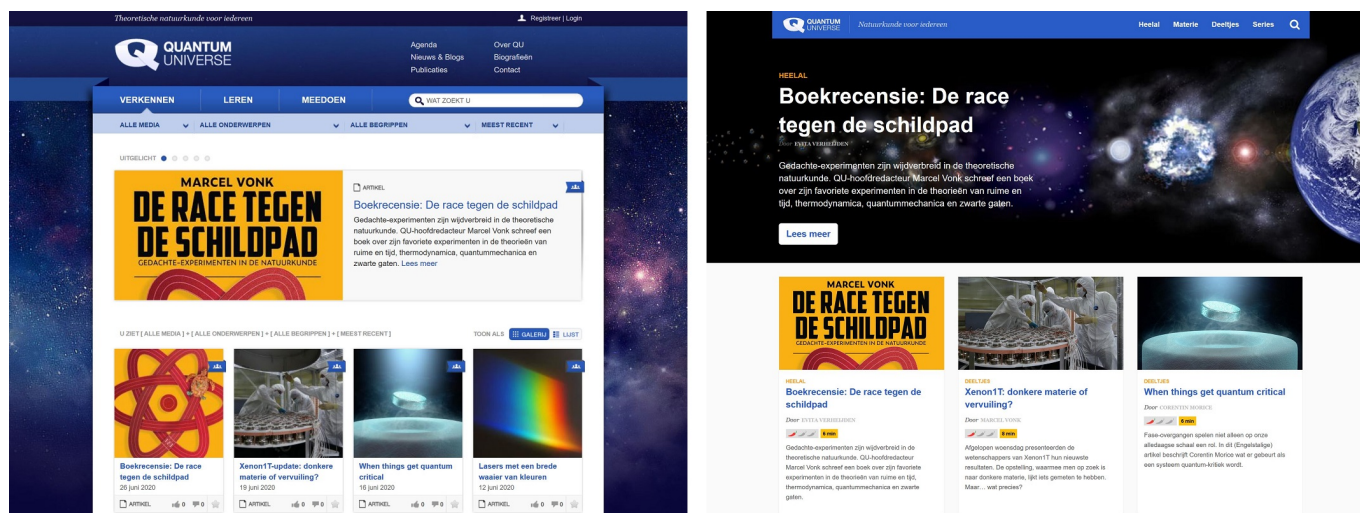 Theoretische natuurkunde voor iedereen
Registreer | Login
QUANTUM
UNIVERSE
Agenda
Nieuws & Blogs
Publicaties
Over QU
Biografieën
Contact
VERKENNEN
LEREN
MEEDOEN
WAT ZOEKT U
ALLE MEDIA
ALLE ONDERWERPEN
ALLE BEGRIPPEN
MEEST RECENT
UITGELICHT
MARCEL VONK
DE RACE TEGEN
DE SCHILDPAD
GEDACHTE-EXPERIMENTEN IN DE NATUURKUNDE
ARTIKEL
Boekrecensie: De race tegen de schildpad
Gedachte-experimenten zijn wijdverbreid in de theoretische
natuurkunde. QU-hoofdredacteur Marcel Vonk schreef een
boek over zijn favoriete experimenten in de theorieën van
ruime en tijd, thermodynamica, quantummechanica en
zwarte gaten. Lees meer
U ZIET [ ALLE MEDIA ] + [ ALLE ONDERWERPEN ] + [ ALLE BEGRIPPEN ] + [ MEEST RECENT ]
TOON ALS
GALERIJ
LIJST
Boekrecensie: De race
tegen de schildpad
26 juni 2020
ARTIKEL 0 0
Xenon1T-update: donkere
materie of vervuiling?
19 juni 2020
ARTIKEL 0 0
When things get quantum
critical
16 juni 2020
ARTIKEL 0 0
Lasers met een brede
waaier van kleuren
12 juni 2020
ARTIKEL 0 0
QUANTUM
UNIVERSE
Natuurkunde voor iedereen
Heelal
Materie
Deeltjes
Series
HEELAL
Boekrecensie: De race
tegen de schildpad
Door EVITA VERHEIJDEN
Gedachte-experimenten zijn wijdverbreid in de theoretische
natuurkunde. QU-hoofdredacteur Marcel Vonk schreef een boek
over zijn favoriete experimenten in de theorieën van ruime en
tijd, thermodynamica, quantummechanica en zwarte gaten.
Lees meer
MARCEL VONK
DE RACE TEGEN
DE SCHILDPAD
GEDACHTE-EXPERIMENTEN IN DE NATUURKUNDE
HEELAL
Boekrecensie: De race tegen de
schildpad
Door EVITA VERHEIJDEN
6 min
Gedachte-experimenten zijn wijdverbreid in de
theoretische natuurkunde. QU-hoofdredacteur
Marcel Vonk schreef een boek over zijn favoriete
experimenten in de theorieën van ruime en tijd,
thermodynamica, quantummechanica en zwarte
gaten.
DEELTJES
Xenon1T: donkere materie of
vervuiling?
Door MARCEL VONK
8 min
Afgelopen woensdag presenteerden de
wetenschappers van Xenon1T hun nieuwste
resultaten. De opstelling, waarmee men op zoek is
naar donkere materie, lijkt iets gemeten te hebben.
Maar… wat precies?
DEELTJES
When things get quantum critical
Door CORENTIN MORICE
6 min
Fase-overgangen spelen niet alleen op onze
alledaagse schaal een rol. In dit (Engelstalige)
artikel beschrijft Corentin Morice wat er gebeurt als
een systeem quantum-kritiek wordt.